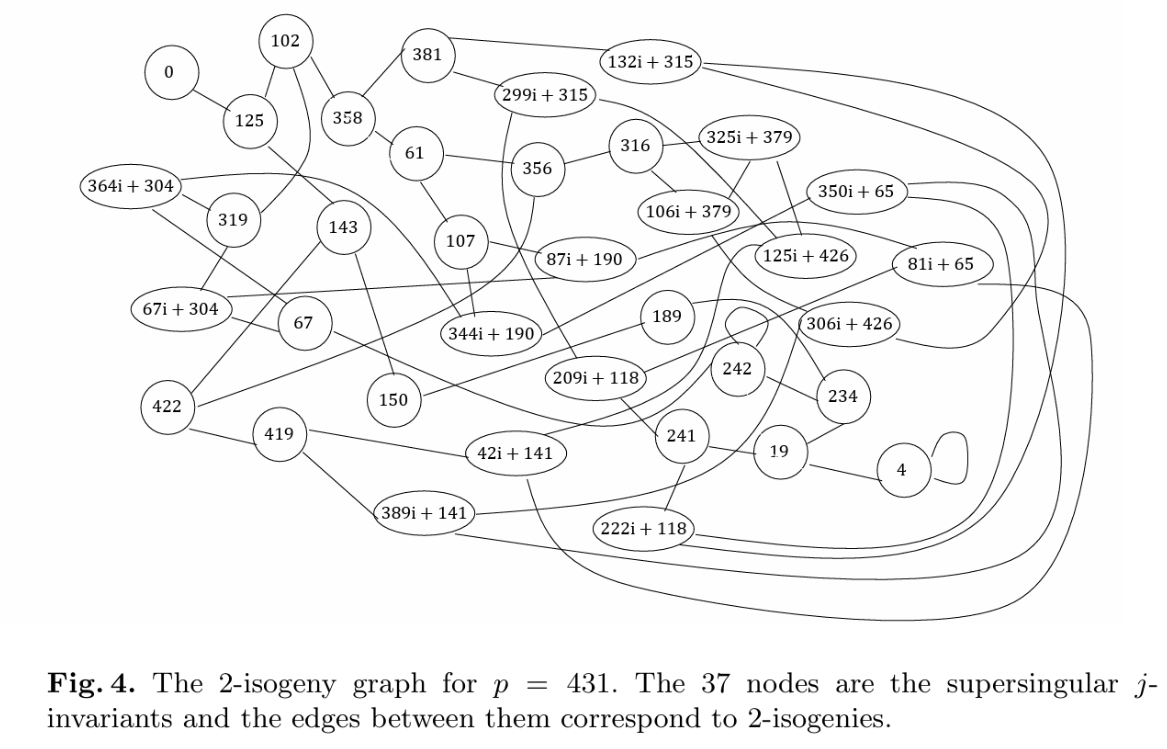 102
381
132i + 315
0
299i + 315
125
358
325i + 379
316
61
356
364i + 304
350i + 65
106i + 379
319
143
107
87i + 190
125i + 426
81i + 65
67i + 304
67
189
306i + 426
344i + 190
242
209i + 118
234
150
422
419
241
19
42i + 141
4
389i + 141
222i + 118
Fig. 4. The 2-isogeny graph for p = 431. The 37 nodes are the supersingular j-
invariants and the edges between them correspond to 2-isogenies.